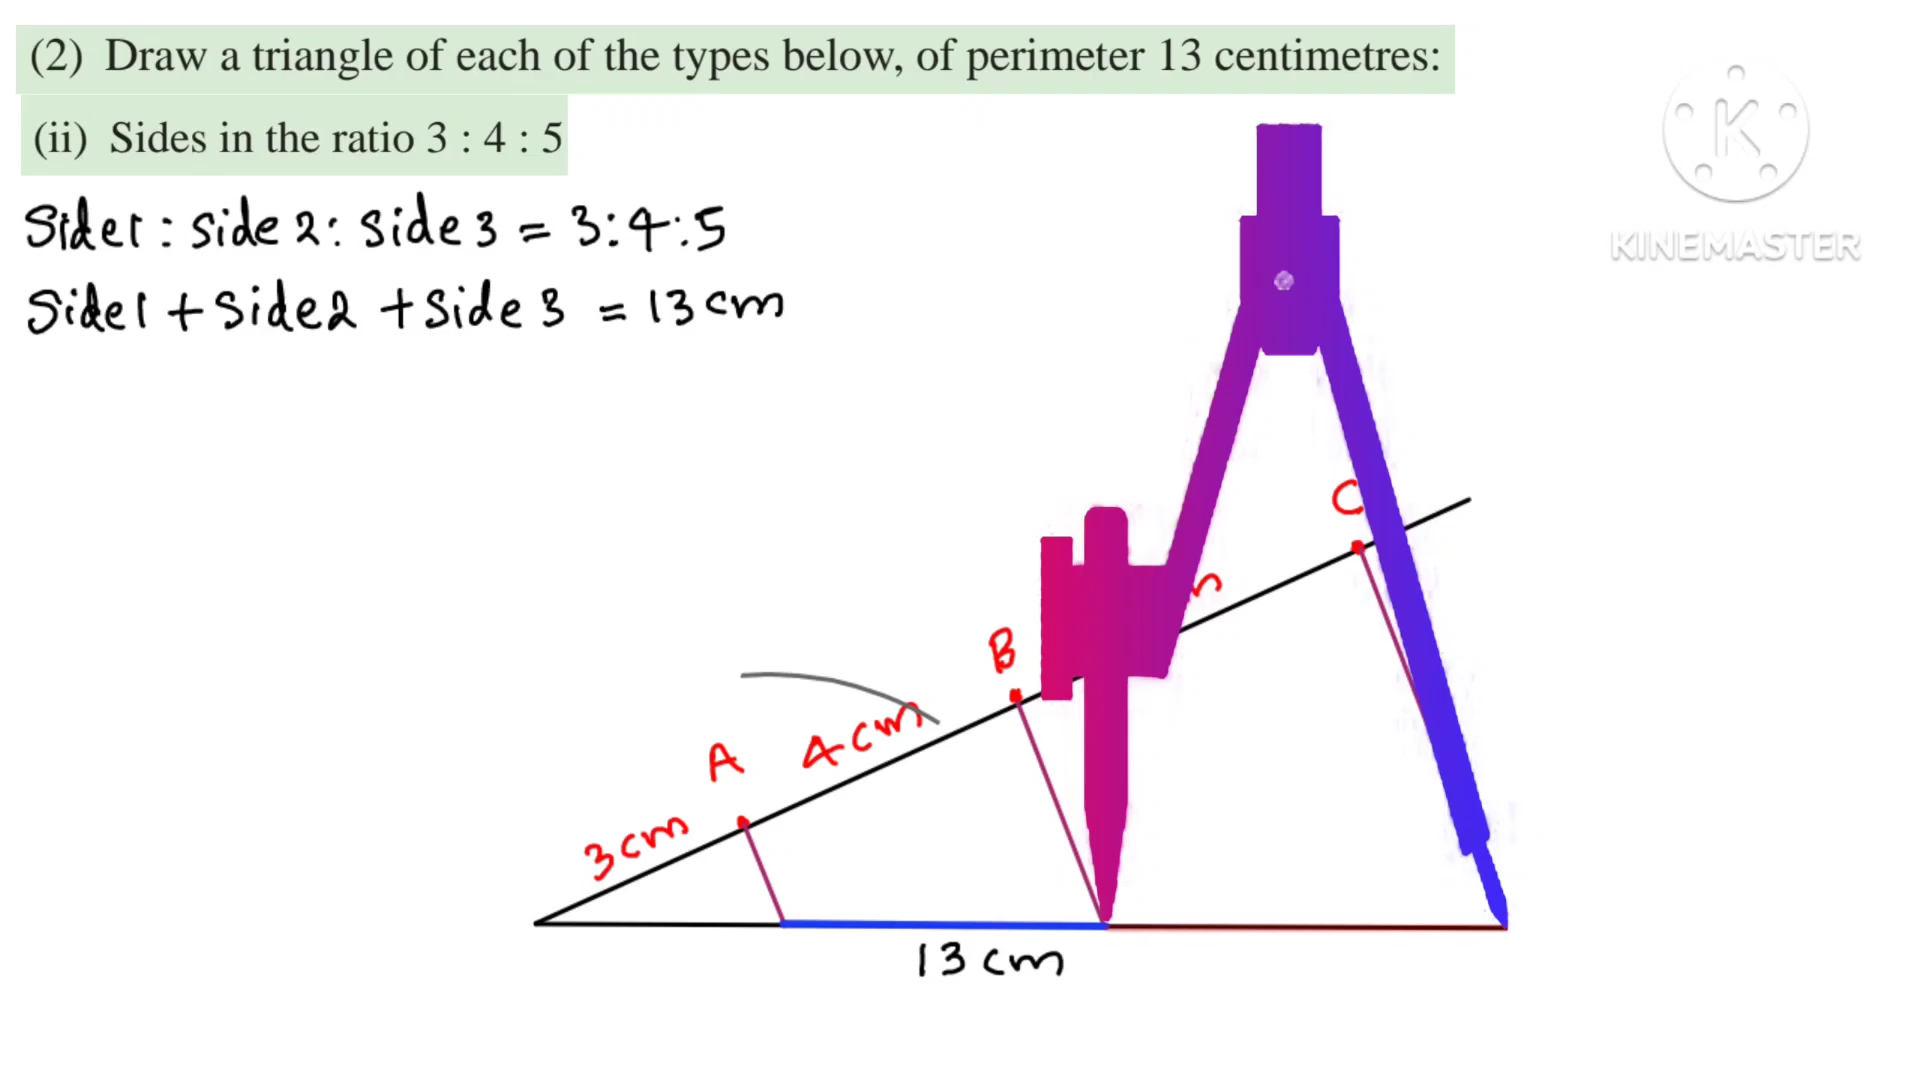 (2) Draw a triangle of each of the types below, of perimeter 13 centimetres:
(ii) Sides in the ratio 3 : 4 : 5
Side1 : side 2 : side 3 = 3:4:5
Side1 + side2 + side 3 = 13 cm
K
KINEMASTER
C
B
A
4cm
3cm
13 cm